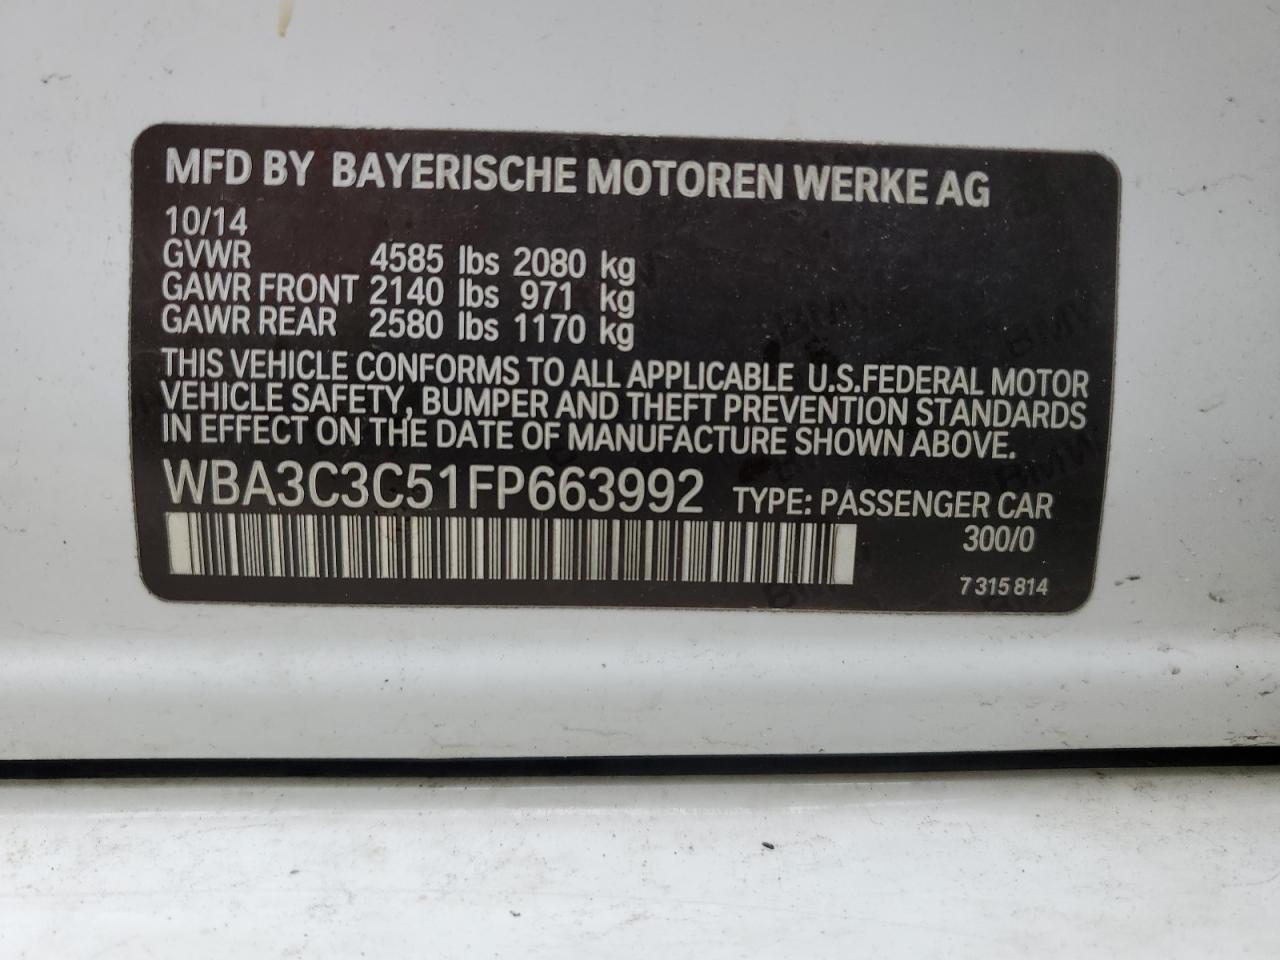 MFD BY BAYERISCHE MOTOREN WERKE AG
10/14
GVWR 4585 lbs 2080 kg
GAWR FRONT 2140 lbs 971 kg
GAWR REAR 2580 lbs 1170 kg
THIS VEHICLE CONFORMS TO ALL APPLICABLE U.S.FEDERAL MOTOR
VEHICLE SAFETY, BUMPER AND THEFT PREVENTION STANDARDS
IN EFFECT ON THE DATE OF MANUFACTURE SHOWN ABOVE.
WBA3C3C51FP663992 TYPE: PASSENGER CAR
300/0
7 315 814